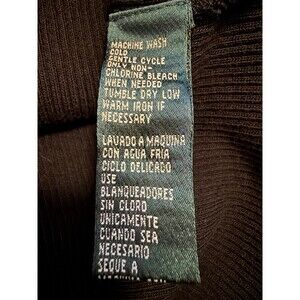 MACHINE WASH
COLD
GENTLE CYCLE
ONLY NON-
CHLORINE BLEACH
WHEN NEEDED
TUMBLE DRY LOW
WARM IRON IF
NECESSARY
LAVADO A MAQUINA
CON AGUA FRIA
CICLO DELICADO
USE
BLANQUEADORES
SIN CLORO
UNICAMENTE
CUANDO SEA
NECESARIO
SEQUE A